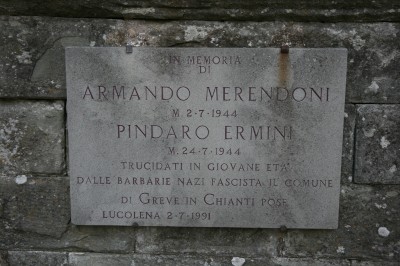 IN MEMORIA
DI
ARMANDO MERENDONI
M. 2-7-1944
PINDARO ERMINI
M. 24-7-1944
TRUCIDATI IN GIOVANE ETA'
DALLE BARBARIE NAZI FASCISTA IL COMUNE
DI GREVE IN CHIANTI POSE
LUCOLENA 2-7-1991